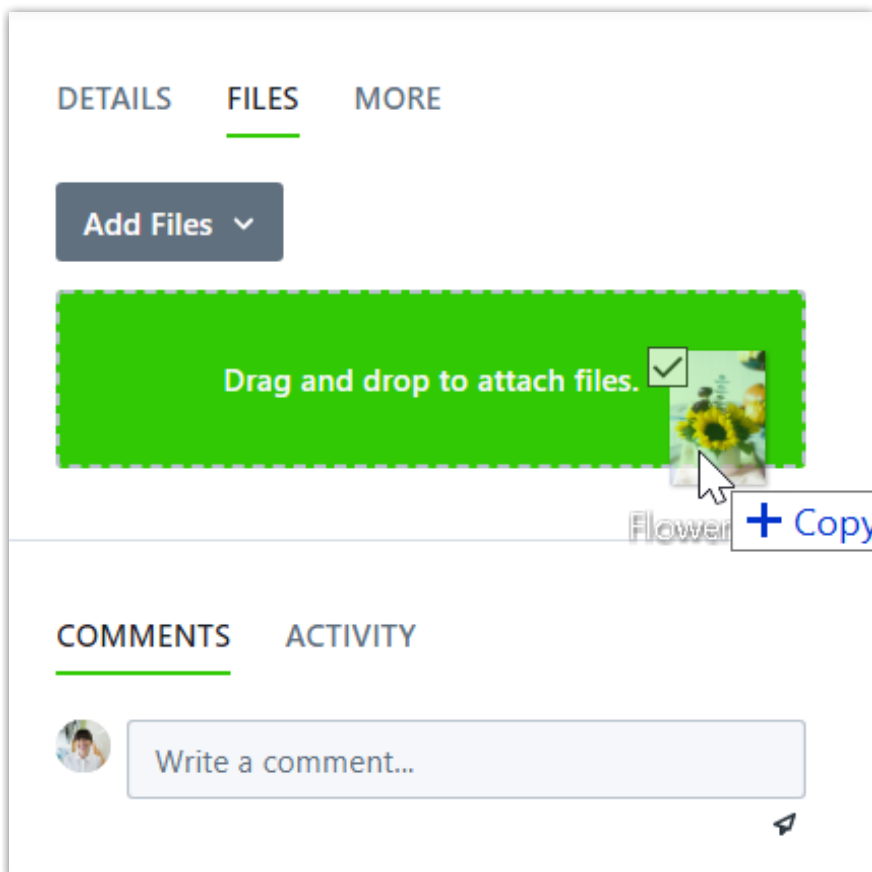 DETAILS FILES MORE
Add Files
Drag and drop to attach files.
Flower
+ Copy
COMMENTS ACTIVITY
Write a comment...